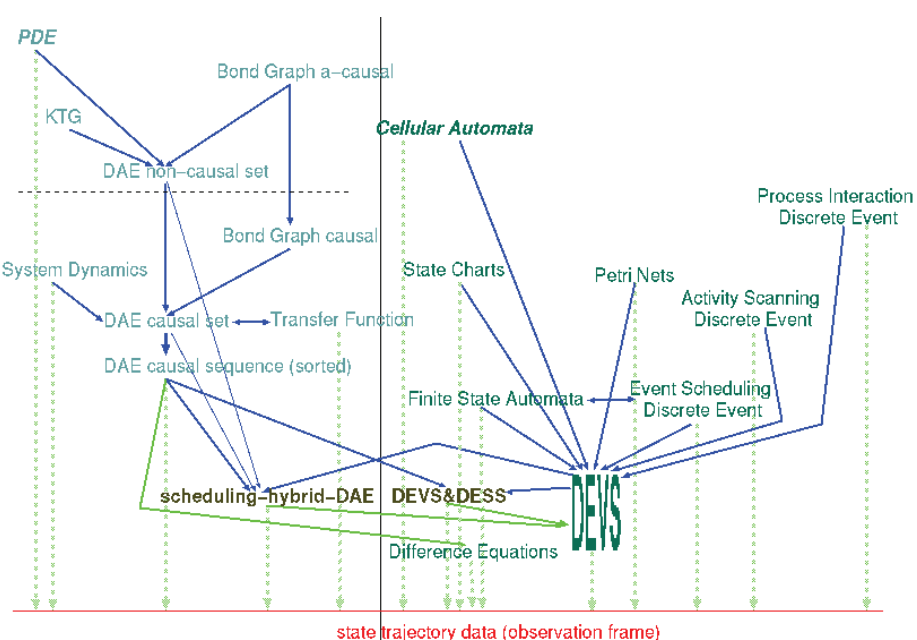 PDE
Bond Graph a-causal
KTG
Cellular Automata
DAE non-causal set
Process Interaction
Discrete Event
Bond Graph causal
System Dynamics
State Charts
Petri Nets
Activity Scanning
Discrete Event
DAE causal set
Transfer Function
DAE causal sequence (sorted)
Finite State Automata
Event Scheduling
Discrete Event
scheduling-hybrid-DAE
DEVS&DESS
DEVS
Difference Equations
state trajectory data (observation frame)